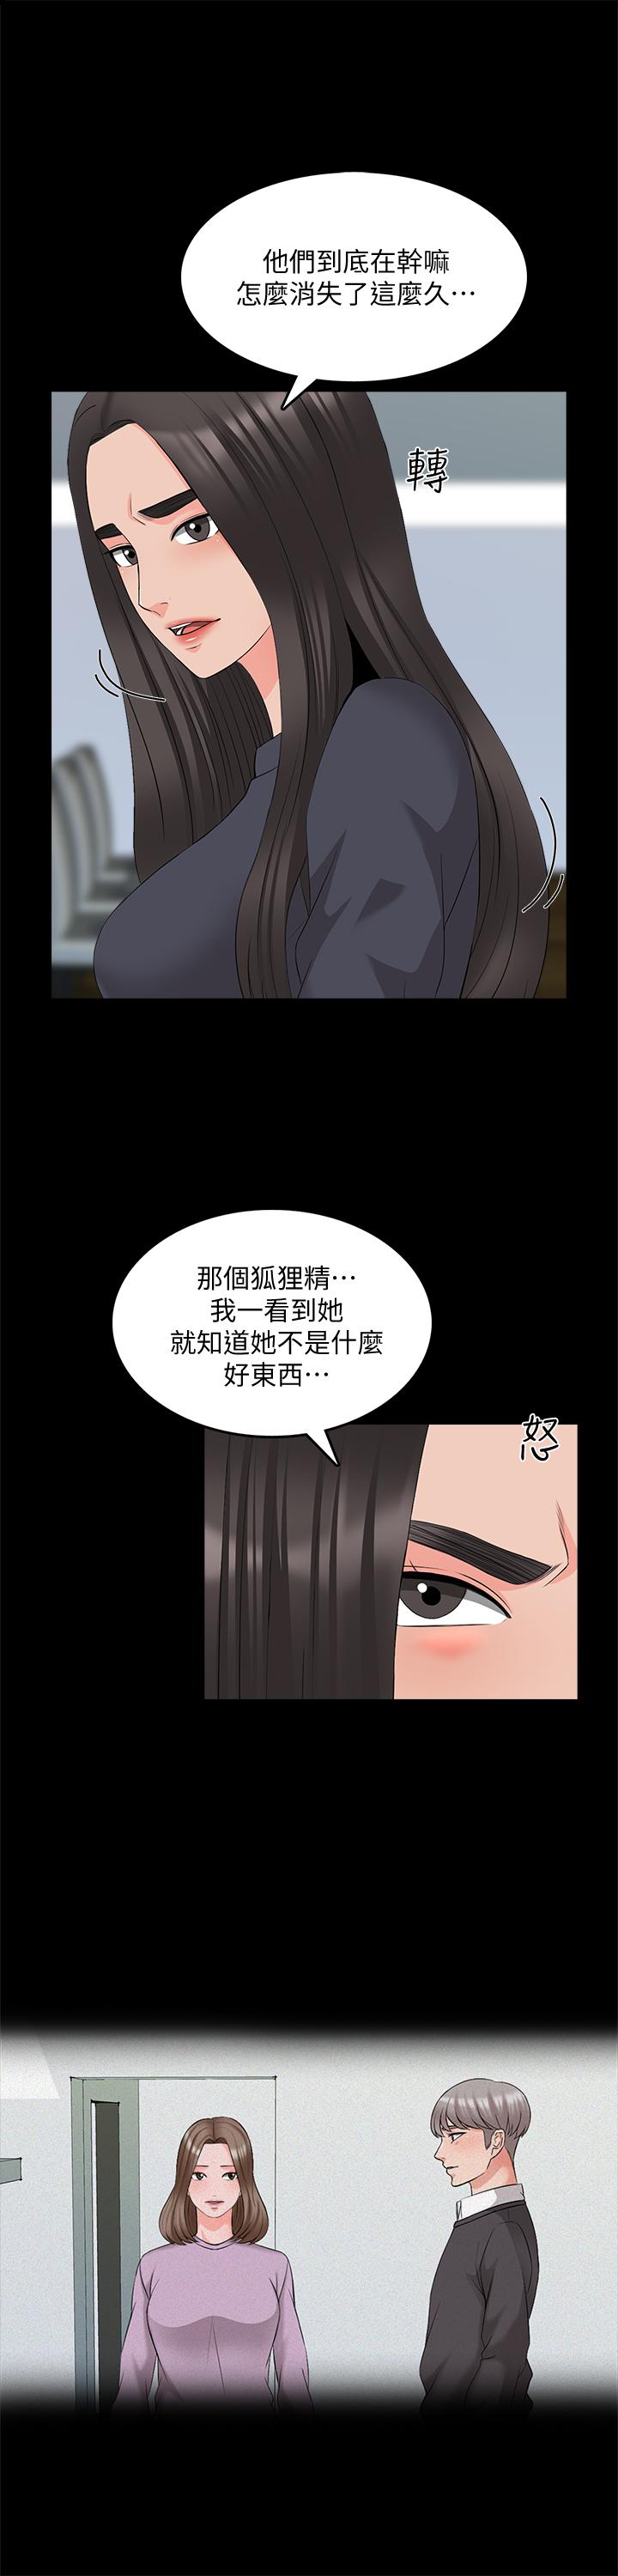 他們到底在幹嘛
怎麼消失了這麼久⋯
轉
那個狐狸精⋯
我一看到她
就知道她不是什麼
好東西⋯
怒